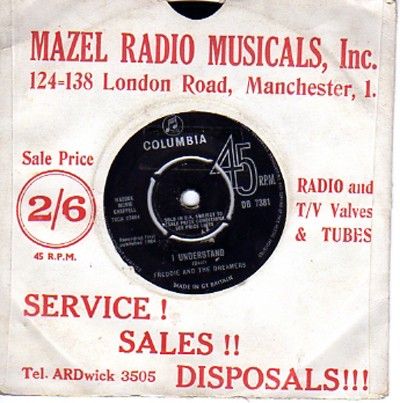 MAZEL RADIO MUSICALS, Inc.
124=138 London Road, Manchester, 1.
COLUMBIA
45
RPM
DB 7381
Sale Price
2/6
45 R.P.M.
RADIO and
T/V Valves
& TUBES
I UNDERSTAND
FREDDIE AND THE DREAMERS
MADE IN GT BRITAIN
SERVICE !
SALES !!
Tel. ARDwick 3505
DISPOSALS!!!